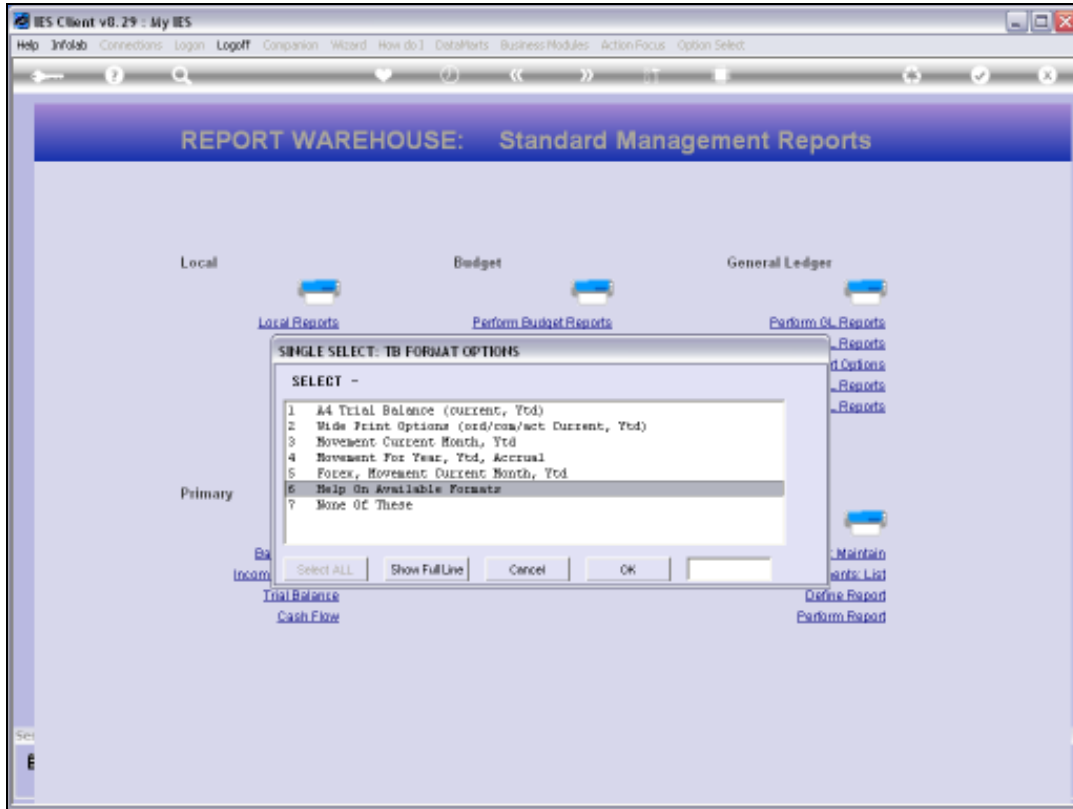 IES Client v8.29 : My IES
Help Infolab Connections Logon Logoff Companion Wizard How do I DataMarts Business Modules Action Focus Option Select
REPORT WAREHOUSE: Standard Management Reports
Local Budget General Ledger
Local Reports Perform Budget Reports Perform GL Reports
Reports
SINGLE SELECT: TB FORMAT OPTIONS
Options
SELECT -
Reports
1 A4 Trial Balance (current, Ytd)
Reports
2 Wide Print Options (ord/com/act Current, Ytd)
3 Movement Current Month, Ytd
4 Movement For Year, Ytd, Accrual
5 Forex, Movement Current Month, Ytd
6 Help On Available Formats
Primary
7 None Of These
Maintain
Select ALL Show Full Line Cancel OK
List
Trial Balance Define Report
Cash Flow Perform Report